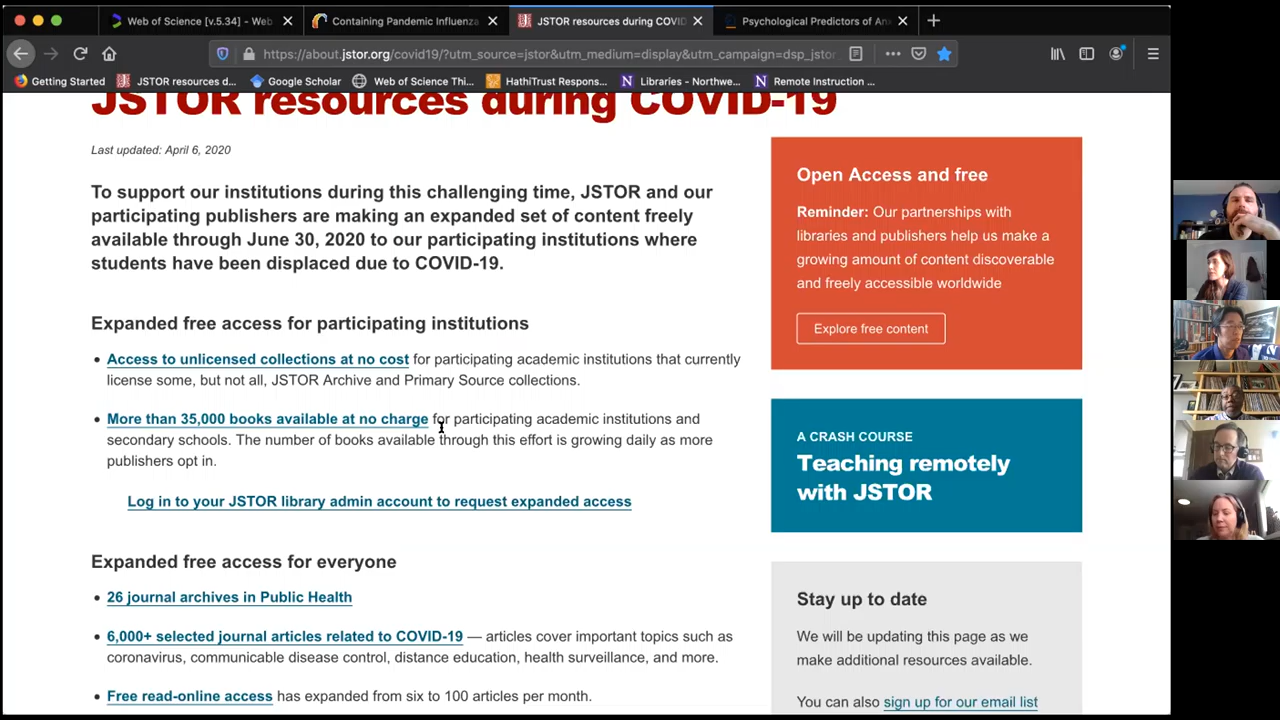 Web of Science [v.5.34] - Web
Containing Pandemic Influenza
JSTOR resources during COVID
Psychological Predictors of An
https://about.jstor.org/covid19/?utm_source=jstor&utm_medium=display&utm_campaign=dsp_jstor
Getting Started
JSTOR resources d...
Google Scholar
Web of Science Thi...
HathiTrust Respons...
Libraries - Northwe...
Remote Instruction ...
JSTOR resources during COVID-19
Last updated: April 6, 2020
To support our institutions during this challenging time, JSTOR and our
participating publishers are making an expanded set of content freely
available through June 30, 2020 to our participating institutions where
students have been displaced due to COVID-19.
Expanded free access for participating institutions
• Access to unlicensed collections at no cost for participating academic institutions that currently
license some, but not all, JSTOR Archive and Primary Source collections.
• More than 35,000 books available at no charge for participating academic institutions and
secondary schools. The number of books available through this effort is growing daily as more
publishers opt in.
Log in to your JSTOR library admin account to request expanded access
Expanded free access for everyone
• 26 journal archives in Public Health
• 6,000+ selected journal articles related to COVID-19 — articles cover important topics such as
coronavirus, communicable disease control, distance education, health surveillance, and more.
• Free read-online access has expanded from six to 100 articles per month.
Open Access and free
Reminder: Our partnerships with
libraries and publishers help us make a
growing amount of content discoverable
and freely accessible worldwide
Explore free content
A CRASH COURSE
Teaching remotely
with JSTOR
Stay up to date
We will be updating this page as we
make additional resources available.
You can also sign up for our email list